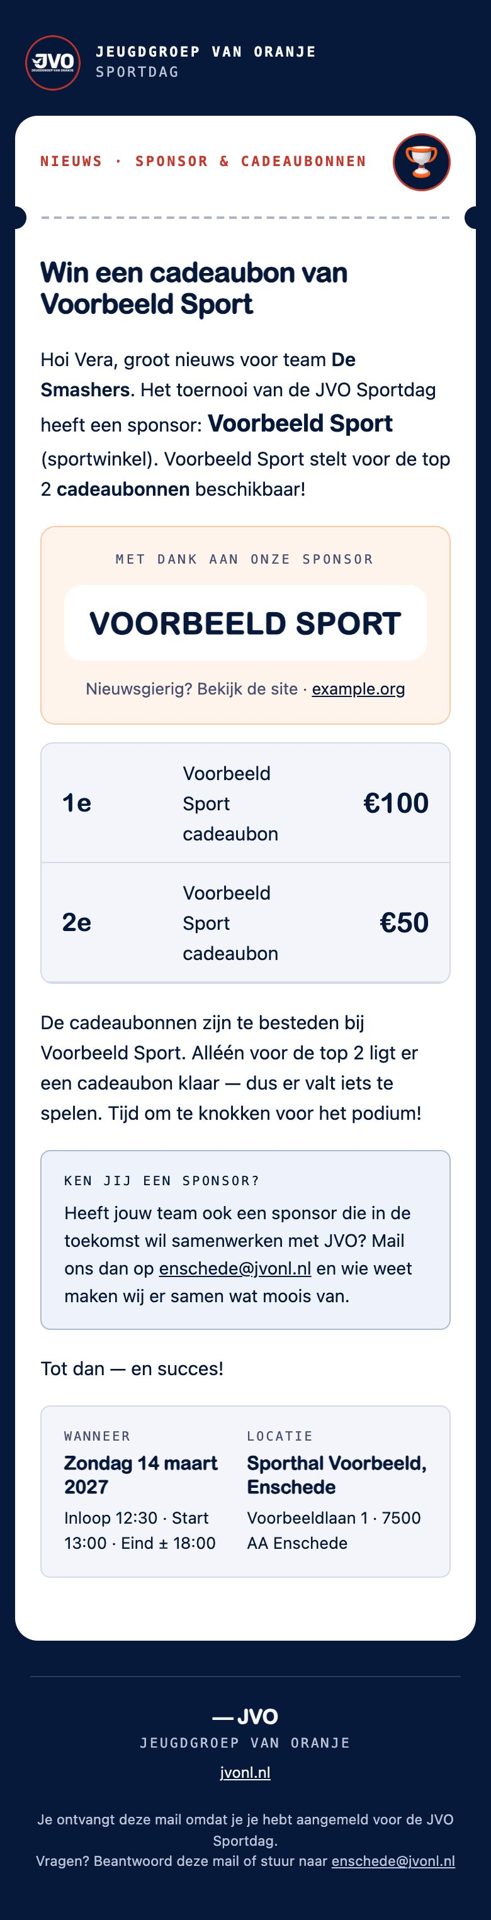 JVO
JEUGDGROEP VAN ORANJE
JEUGDGROEP VAN ORANJE
SPORTDAG
NIEUWS · SPONSOR & CADEAUBONNEN
Win een cadeaubon van
Voorbeeld Sport
Hoi Vera, groot nieuws voor team De
Smashers. Het toernooi van de JVO Sportdag
heeft een sponsor: Voorbeeld Sport
(sportwinkel). Voorbeeld Sport stelt voor de top
2 cadeaubonnen beschikbaar!
MET DANK AAN ONZE SPONSOR
VOORBEELD SPORT
Nieuwsgierig? Bekijk de site · example.org
1e
Voorbeeld
Sport
cadeaubon
€100
2e
Voorbeeld
Sport
cadeaubon
€50
De cadeaubonnen zijn te besteden bij
Voorbeeld Sport. Alléén voor de top 2 ligt er
een cadeaubon klaar — dus er valt iets te
spelen. Tijd om te knokken voor het podium!
KEN JIJ EEN SPONSOR?
Heeft jouw team ook een sponsor die in de
toekomst wil samenwerken met JVO? Mail
ons dan op enschede@jvonl.nl en wie weet
maken wij er samen wat moois van.
Tot dan — en succes!
WANNEER
Zondag 14 maart
2027
Inloop 12:30 · Start
13:00 · Eind ± 18:00
LOCATIE
Sporthal Voorbeeld,
Enschede
Voorbeeldlaan 1 · 7500
AA Enschede
— JVO
JEUGDGROEP VAN ORANJE
jvonl.nl
Je ontvangt deze mail omdat je je hebt aangemeld voor de JVO
Sportdag.
Vragen? Beantwoord deze mail of stuur naar enschede@jvonl.nl